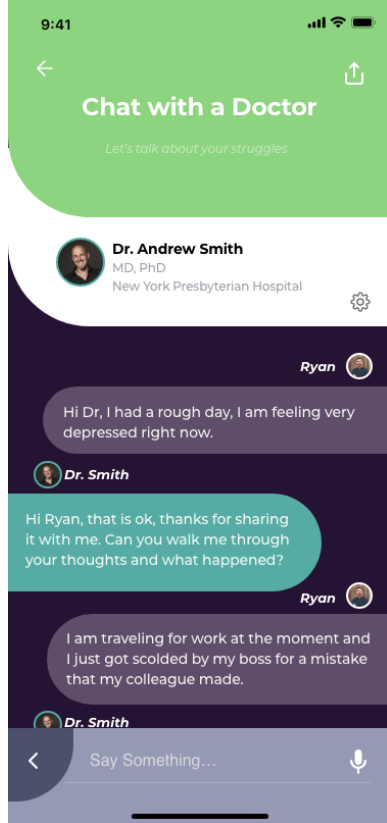 9:41
Chat with a Doctor
Let's talk about your struggles
Dr. Andrew Smith
MD, PhD
New York Presbyterian Hospital
Ryan
Hi Dr, I had a rough day, I am feeling very
depressed right now.
Dr. Smith
Hi Ryan, that is ok, thanks for sharing
it with me. Can you walk me through
your thoughts and what happened?
Ryan
I am traveling for work at the moment and
I just got scolded by my boss for a mistake
that my colleague made.
Dr. Smith
Say Something...